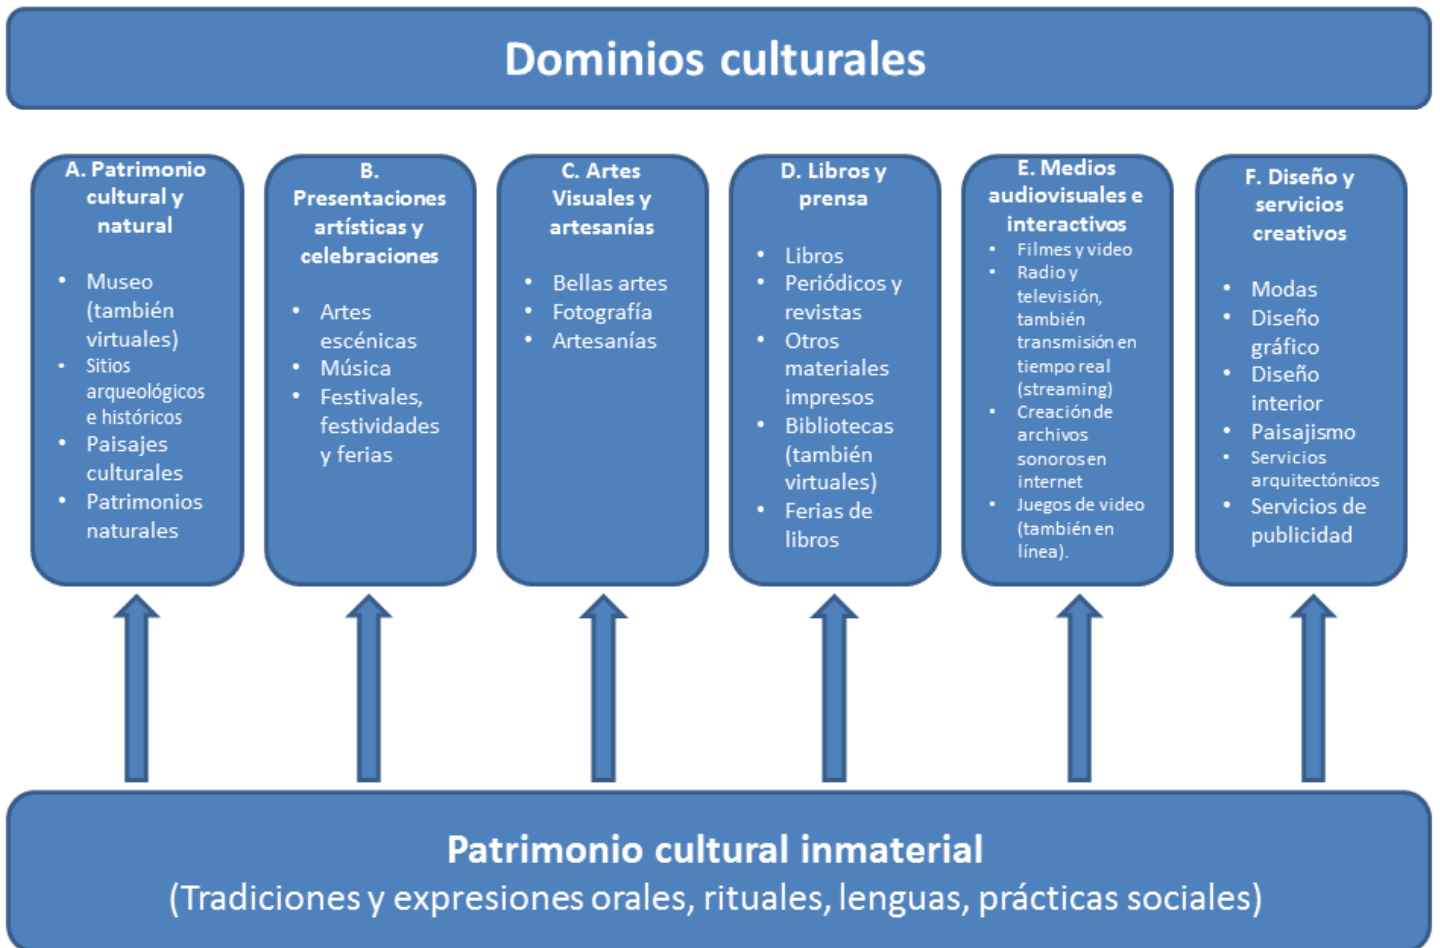 Dominios culturales
A. Patrimonio
cultural y
natural
• Museo
(también
virtuales)
• Sitios
arqueológicos
e históricos
• Paisajes
culturales
• Patrimonios
naturales
B.
Presentaciones
artísticas y
celebraciones
• Artes
escénicas
• Música
• Festivales,
festividades
y ferias
C. Artes
Visuales y
artesanías
• Bellas artes
• Fotografía
• Artesanías
D. Libros y
prensa
• Libros
• Periódicos y
revistas
• Otros
materiales
impresos
• Bibliotecas
(también
virtuales)
• Ferias de
libros
E. Medios
audiovisuales e
interactivos
• Filmes y video
• Radio y
televisión,
también
transmisión en
tiempo real
(streaming)
• Creación de
archivos
sonoros en
internet
• Juegos de video
(también en
línea).
F. Diseño y
servicios
creativos
• Modas
• Diseño
gráfico
• Diseño
interior
• Paisajismo
• Servicios
arquitectónicos
• Servicios de
publicidad
Patrimonio cultural inmaterial
(Tradiciones y expresiones orales, rituales, lenguas, prácticas sociales)